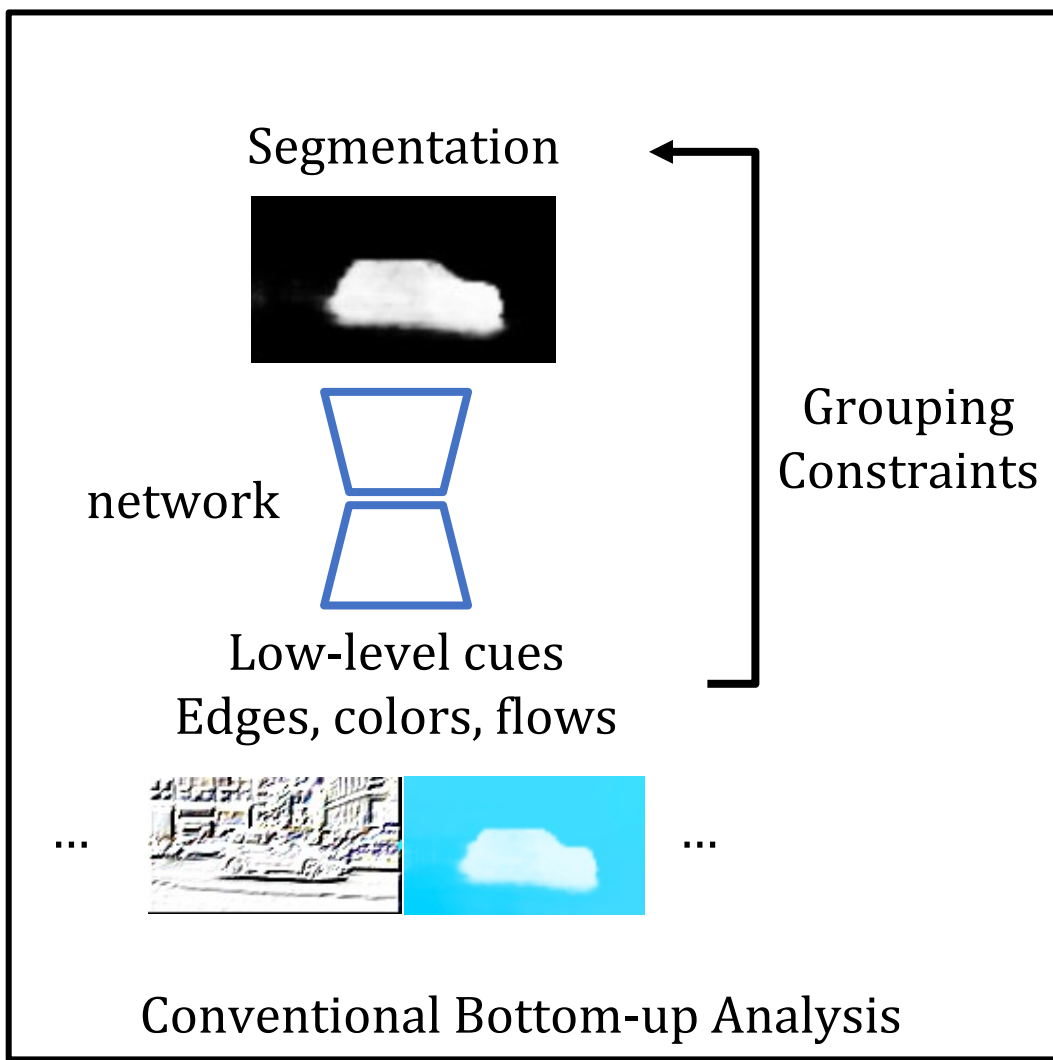 Segmentation
Grouping
Constraints
network
Low-level cues
Edges, colors, flows
...
...
Conventional Bottom-up Analysis